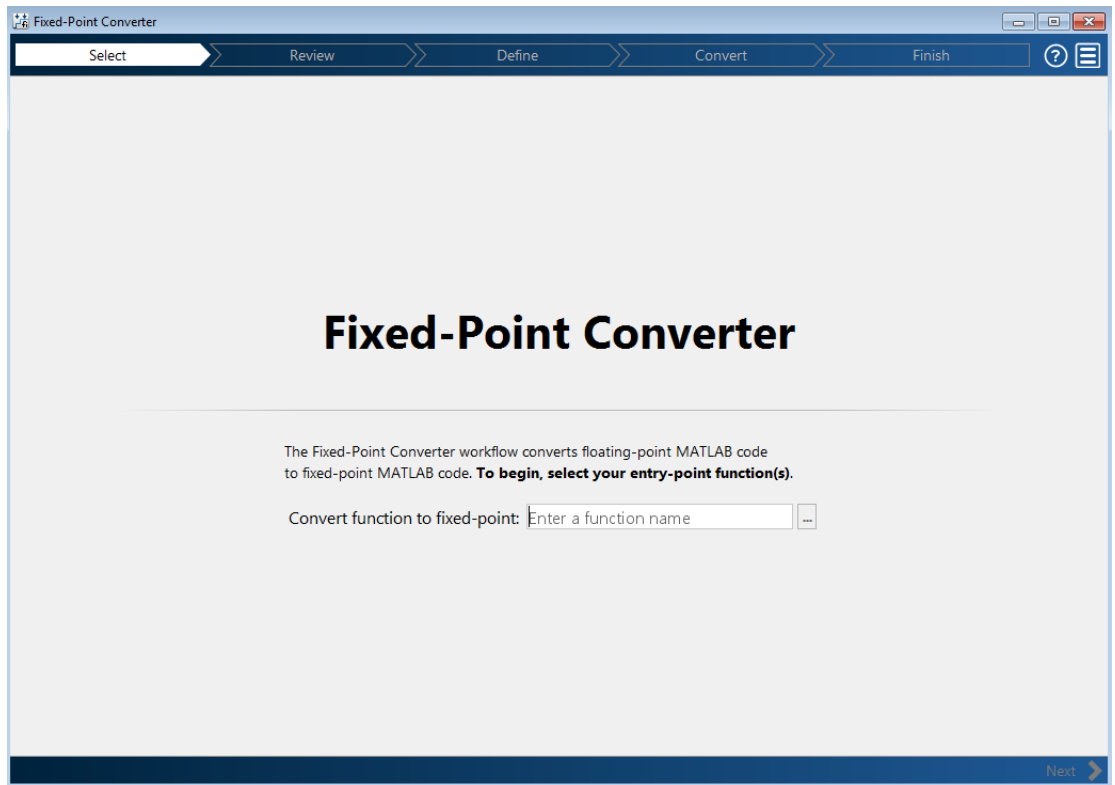 Fixed-Point Converter
Select Review Define Convert Finish
Fixed-Point Converter
The Fixed-Point Converter workflow converts floating-point MATLAB code
to fixed-point MATLAB code. To begin, select your entry-point function(s).
Convert function to fixed-point: Enter a function name ...
Next